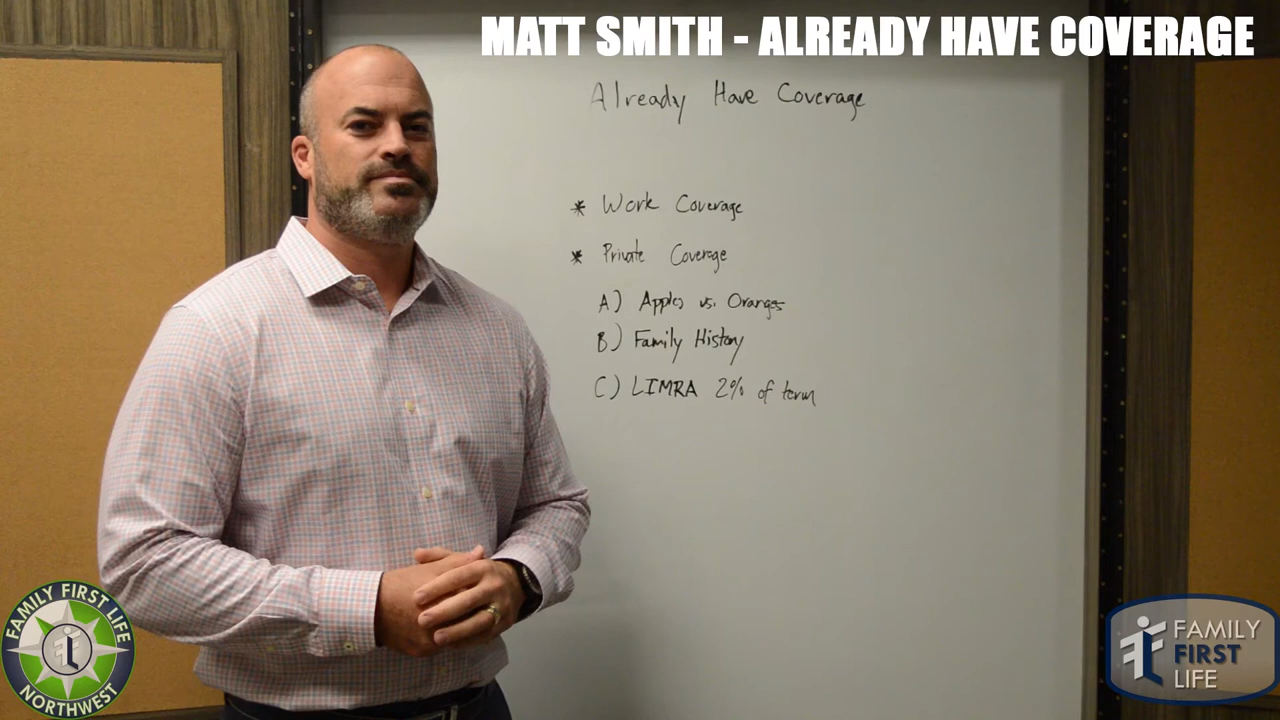 MATT SMITH - ALREADY HAVE COVERAGE
Already Have Coverage
* Work Coverage
* Private Coverage
A) Apples vs. Oranges
B) Family History
C) LIMRA 2% of term
FAMILY FIRST LIFE
NORTHWEST
FAMILY
FIRST
LIFE